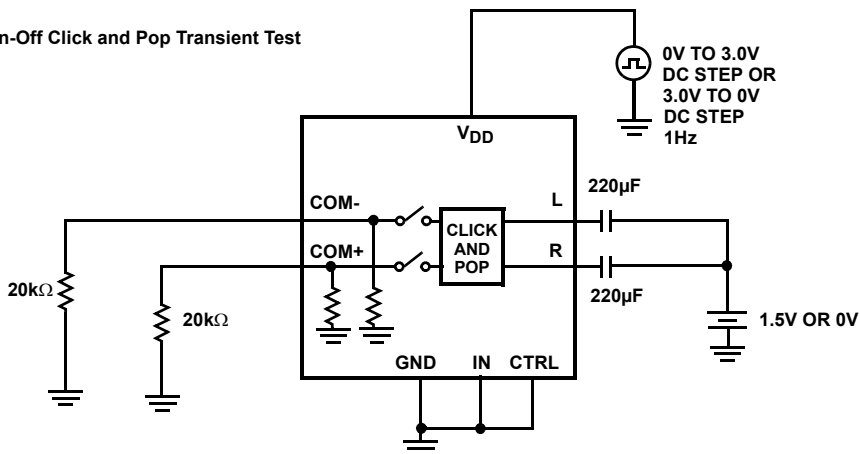 n-Off Click and Pop Transient Test
0V TO 3.0V
DC STEP OR
3.0V TO 0V
DC STEP
1Hz
VDD
220µF
COM-
L
CLICK
AND
POP
COM+
R
20kΩ
20kΩ
220µF
1.5V OR 0V
GND
IN
CTRL